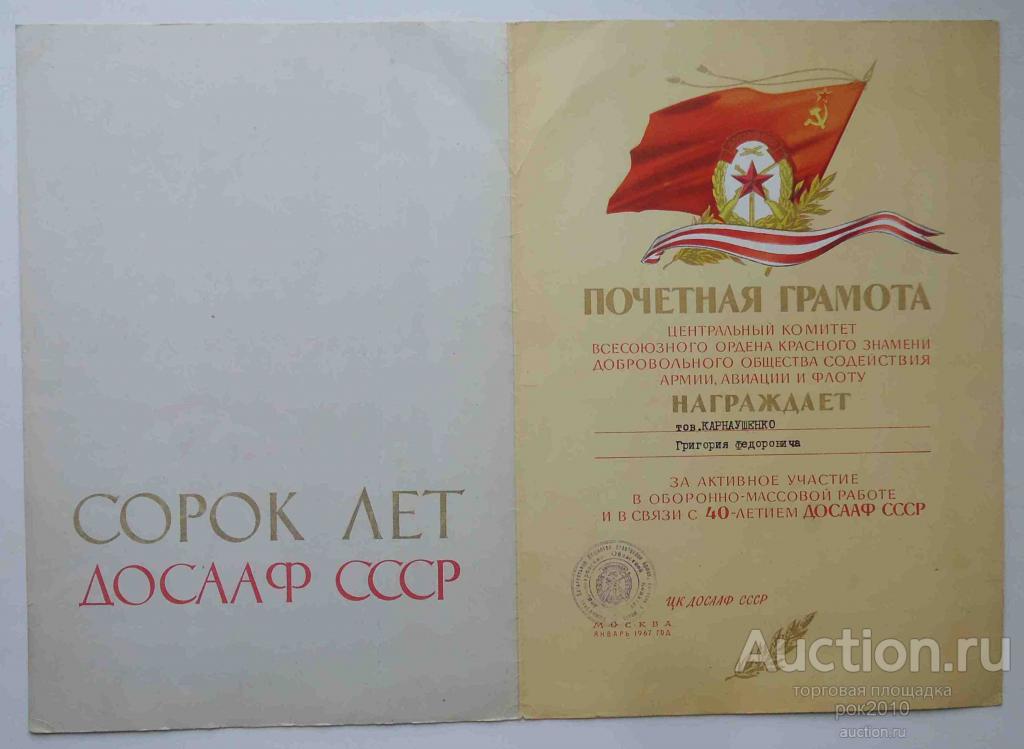 СОРОК ЛЕТ
ДОСААФ СССР
ПОЧЕТНАЯ ГРАМОТА
ЦЕНТРАЛЬНЫЙ КОМИТЕТ
ВСЕСОЮЗНОГО ОРДЕНА КРАСНОГО ЗНАМЕНИ
ДОБРОВОЛЬНОГО ОБЩЕСТВА СОДЕЙСТВИЯ
АРМИИ, АВИАЦИИ И ФЛОТУ
НАГРАЖДАЕТ
тов.КАРНАУШЕНКО
Григория Федоровича
ЗА АКТИВНОЕ УЧАСТИЕ
В ОБОРОННО-МАССОВОЙ РАБОТЕ
И В СВЯЗИ С 40-ЛЕТИЕМ ДОСААФ СССР
ЦК ДОСААФ СССР
МОСКВА
ЯНВАРЬ 1967 ГОД
Auction.ru
торговая площадка
рок2010
auction.ru